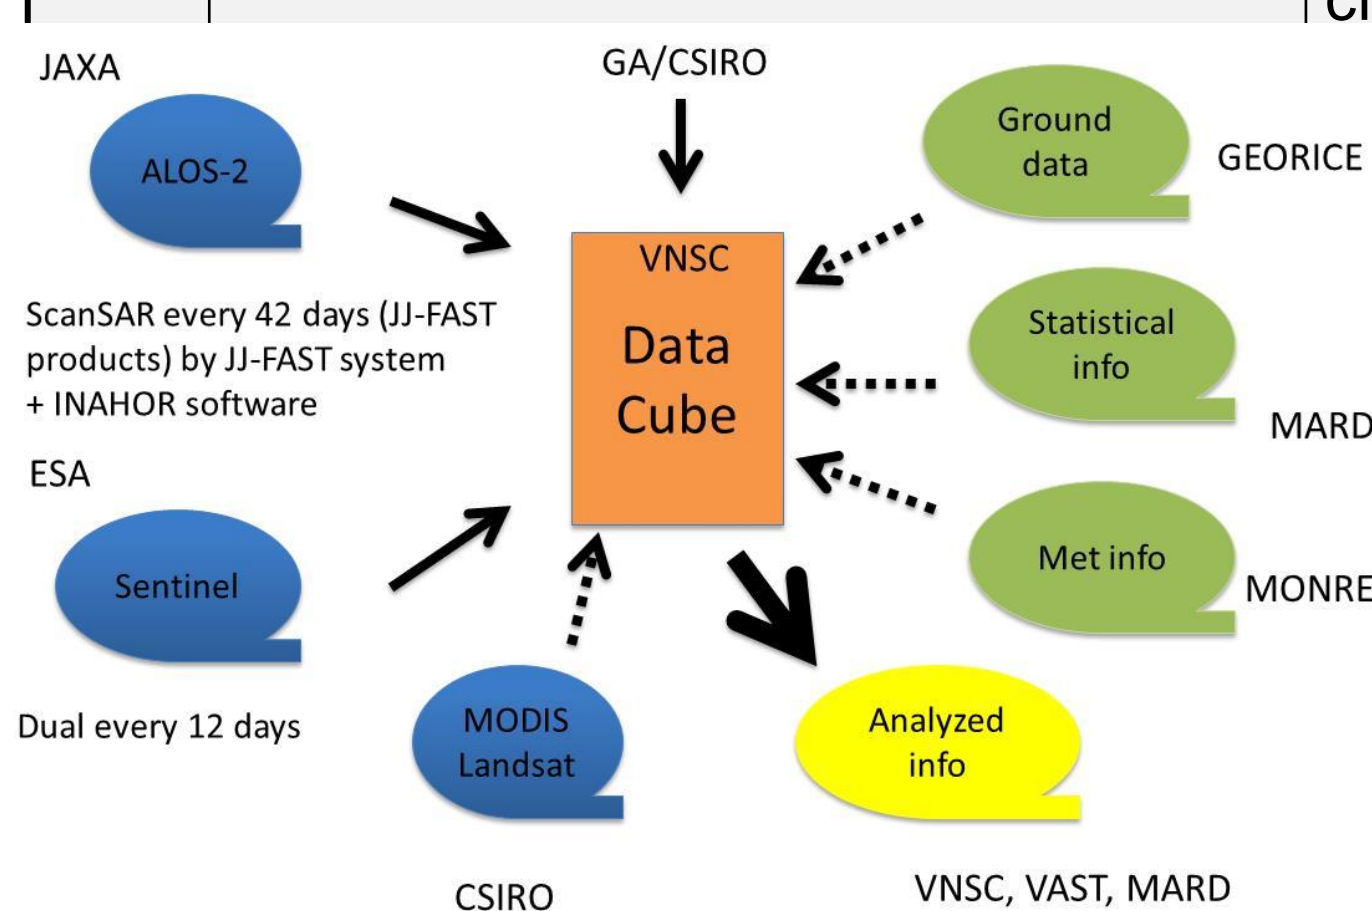 JAXA
GA/CSIRO
ALOS-2
Ground
data
GEORICE
ScanSAR every 42 days (JJ-FAST
products) by JJ-FAST system
+ INAHOR software
VNSC
Data
Cube
Statistical
info
MARD
ESA
Sentinel
Met info
MONRE
Dual every 12 days
MODIS
Landsat
Analyzed
info
CSIRO
VNSC, VAST, MARD